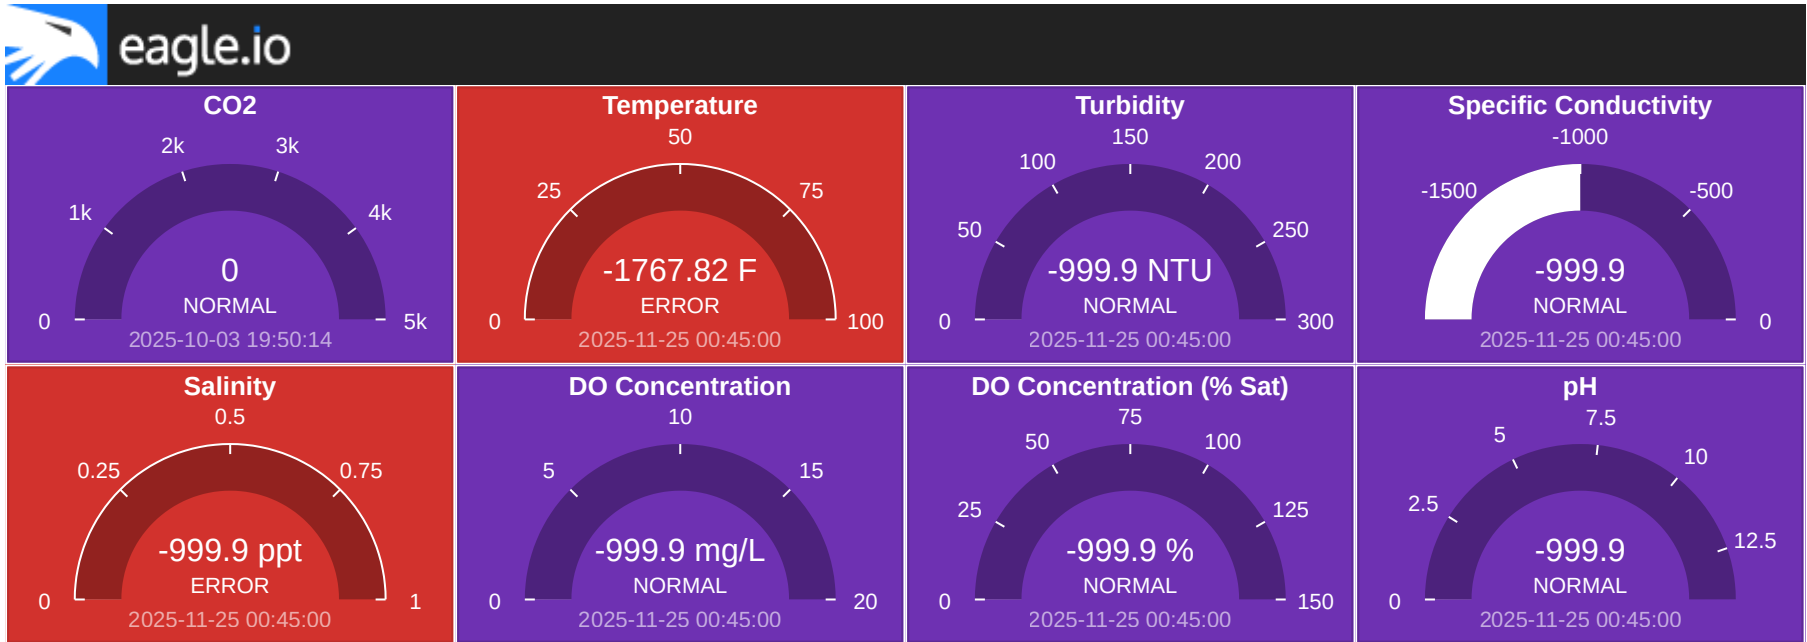 eagle.io
CO2
2k
3k
1k
4k
0
NORMAL
0
5k
2025-10-03 19:50:14
Temperature
50
25
75
-1767.82 F
ERROR
0
100
2025-11-25 00:45:00
Turbidity
150
100
200
50
250
-999.9 NTU
NORMAL
0
300
2025-11-25 00:45:00
Specific Conductivity
-1000
-1500
-500
-999.9
NORMAL
0
2025-11-25 00:45:00
Salinity
0.5
0.25
0.75
-999.9 ppt
ERROR
0
1
2025-11-25 00:45:00
DO Concentration
10
5
15
-999.9 mg/L
NORMAL
0
20
2025-11-25 00:45:00
DO Concentration (% Sat)
75
50
100
25
125
-999.9 %
NORMAL
0
150
2025-11-25 00:45:00
pH
7.5
5
10
2.5
12.5
-999.9
NORMAL
0
2025-11-25 00:45:00